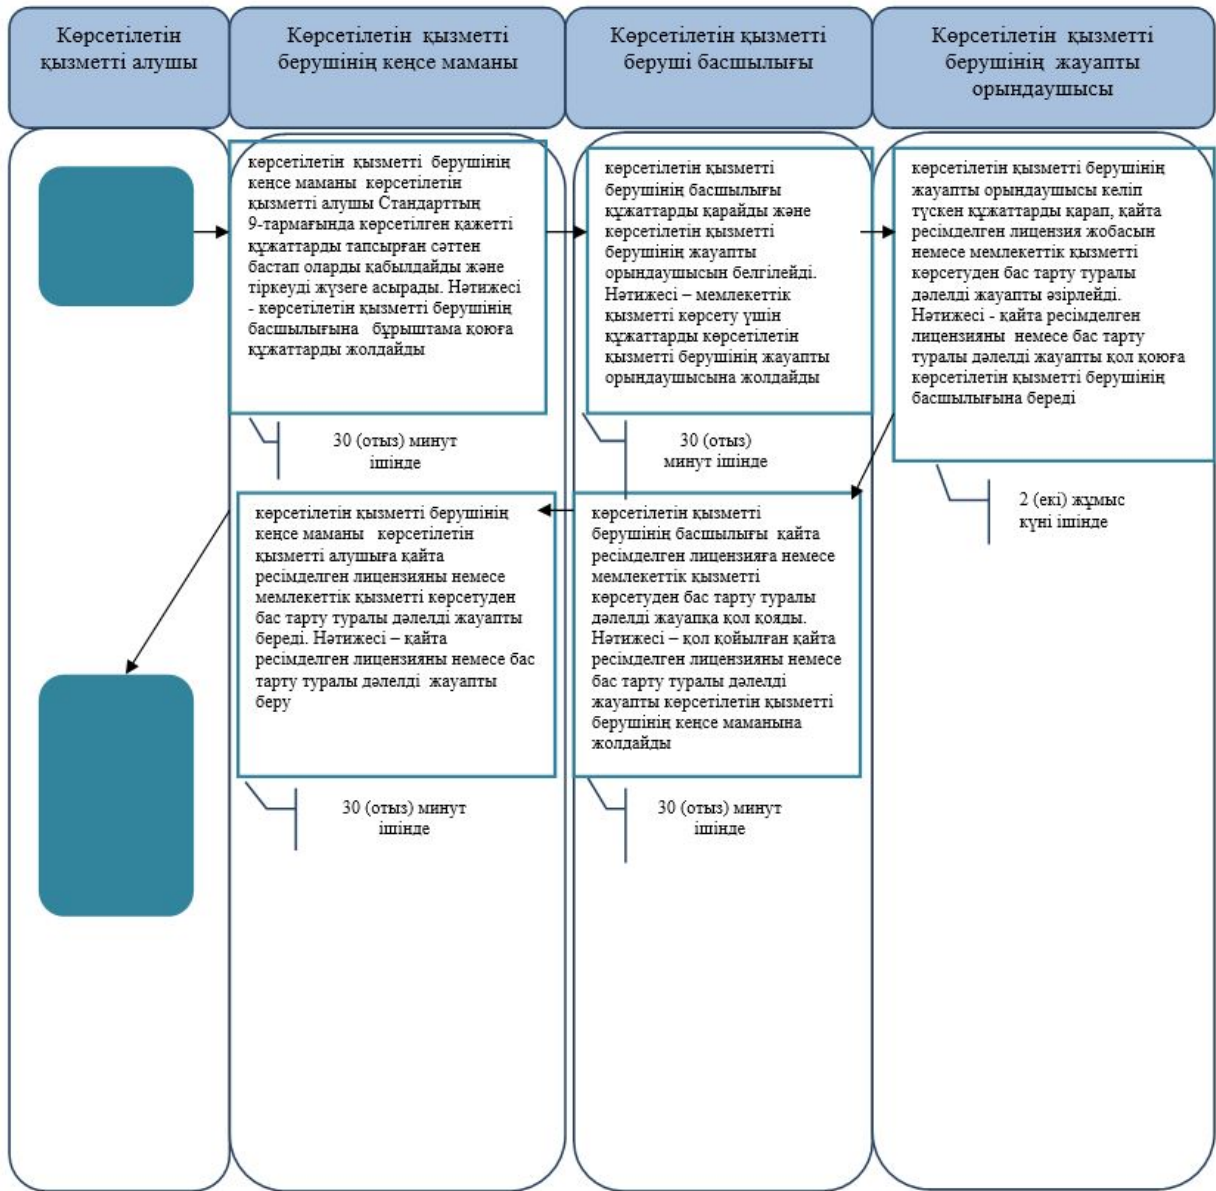 Көрсетілетін
қызметті алушы
Көрсетілетін қызметті
берушінің кеңсе маманы
Көрсетілетін қызметті
беруші басшылығы
Көрсетілетін қызметті
берушінің жауапты
орындаушысы
көрсетілетін қызметті берушінің
кеңсе маманы көрсетілетін
қызметті алушы Стандарттың
9-тармағында көрсетілген қажетті
құжаттарды тапсырған сәттен
бастап оларды қабылдайды және
тіркеуді жүзеге асырады. Нәтижесі
- көрсетілетін қызметті берушінің
басшылығына бұрыштама қоюға
құжаттарды жолдайды
30 (отыз) минут
ішінде
көрсетілетін қызметті
берушінің басшылығы
құжаттарды қарайды және
көрсетілетін қызметті
берушінің жауапты
орындаушысын белгілейді.
Нәтижесі – мемлекеттік
қызметті көрсету үшін
құжаттарды көрсетілетін
қызметті берушінің жауапты
орындаушысына жолдайды
30 (отыз)
минут ішінде
көрсетілетін қызметті берушінің
жауапты орындаушысы келіп
түскен құжаттарды қарап, қайта
ресімделген лицензия жобасын
немесе мемлекеттік қызметті
көрсетуден бас тарту туралы
дәлелді жауапты әзірлейді.
Нәтижесі - қайта ресімделген
лицензияны немесе бас тарту
туралы дәлелді жауапты қол қоюға
көрсетілетін қызметті берушінің
басшылығына береді
2 (екі) жұмыс
күні ішінде
көрсетілетін қызметті
берушінің басшылығы қайта
ресімделген лицензияға немесе
мемлекеттік қызметті
көрсетуден бас тарту туралы
дәлелді жауапқа қол қояды.
Нәтижесі – қол қойылған қайта
ресімделген лицензияны немесе
бас тарту туралы дәлелді
жауапты көрсетілетін қызметті
берушінің кеңсе маманына
жолдайды
30 (отыз) минут
ішінде
көрсетілетін қызметті берушінің
кеңсе маманы көрсетілетін
қызметті алушыға қайта
ресімделген лицензияны немесе
мемлекеттік қызметті көрсетуден
бас тарту туралы дәлелді жауапты
береді. Нәтижесі – қайта
ресімделген лицензияны немесе бас
тарту туралы дәлелді жауапты
беру
30 (отыз) минут
ішінде